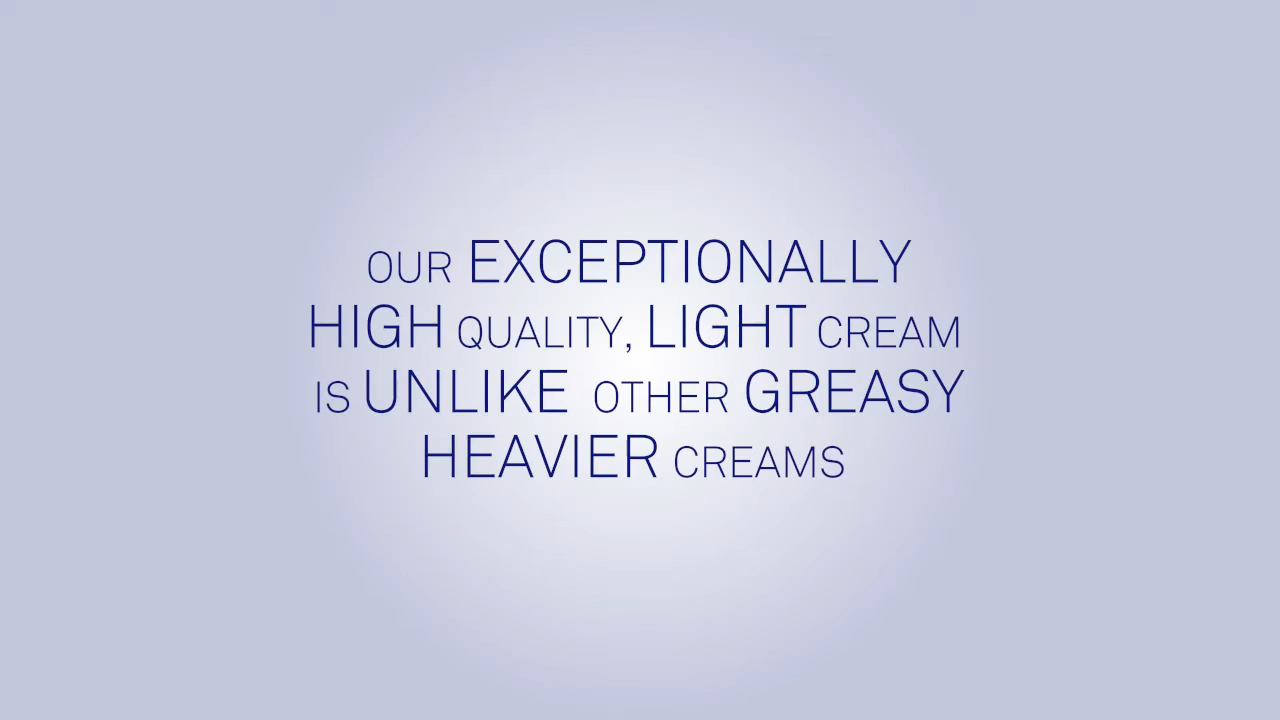 OUR EXCEPTIONALLY
HIGH QUALITY, LIGHT CREAM
IS UNLIKE OTHER GREASY
HEAVIER CREAMS